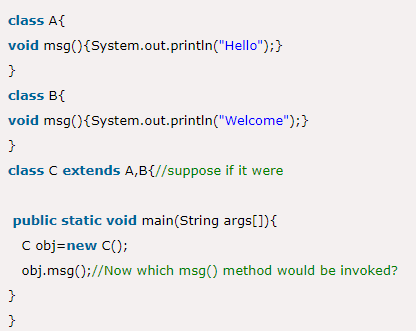 class A{
void msg(){System.out.println("Hello");}
}
class B{
void msg(){System.out.println("Welcome");}
}
class C extends A,B{//suppose if it were
public static void main(String args[]){
C obj=new C();
obj.msg();//Now which msg() method would be invoked?
}
}